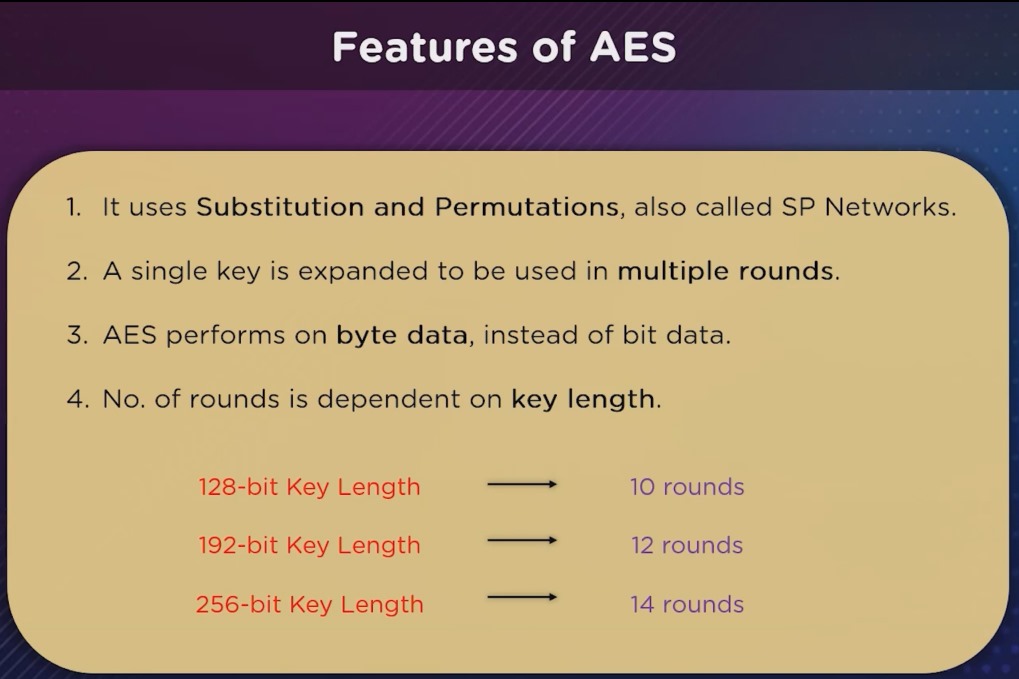 Features of AES
1. It uses Substitution and Permutations, also called SP Networks.
2. A single key is expanded to be used in multiple rounds.
3. AES performs on byte data, instead of bit data.
4. No. of rounds is dependent on key length.
128-bit Key Length 10 rounds
192-bit Key Length 12 rounds
256-bit Key Length 14 rounds